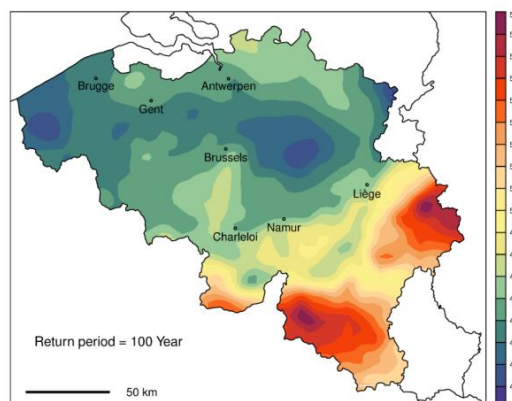 Brugge
Antwerpen
Gent
Brussels
Liège
Namur
Charleloi
Return period = 100 Year
50 km